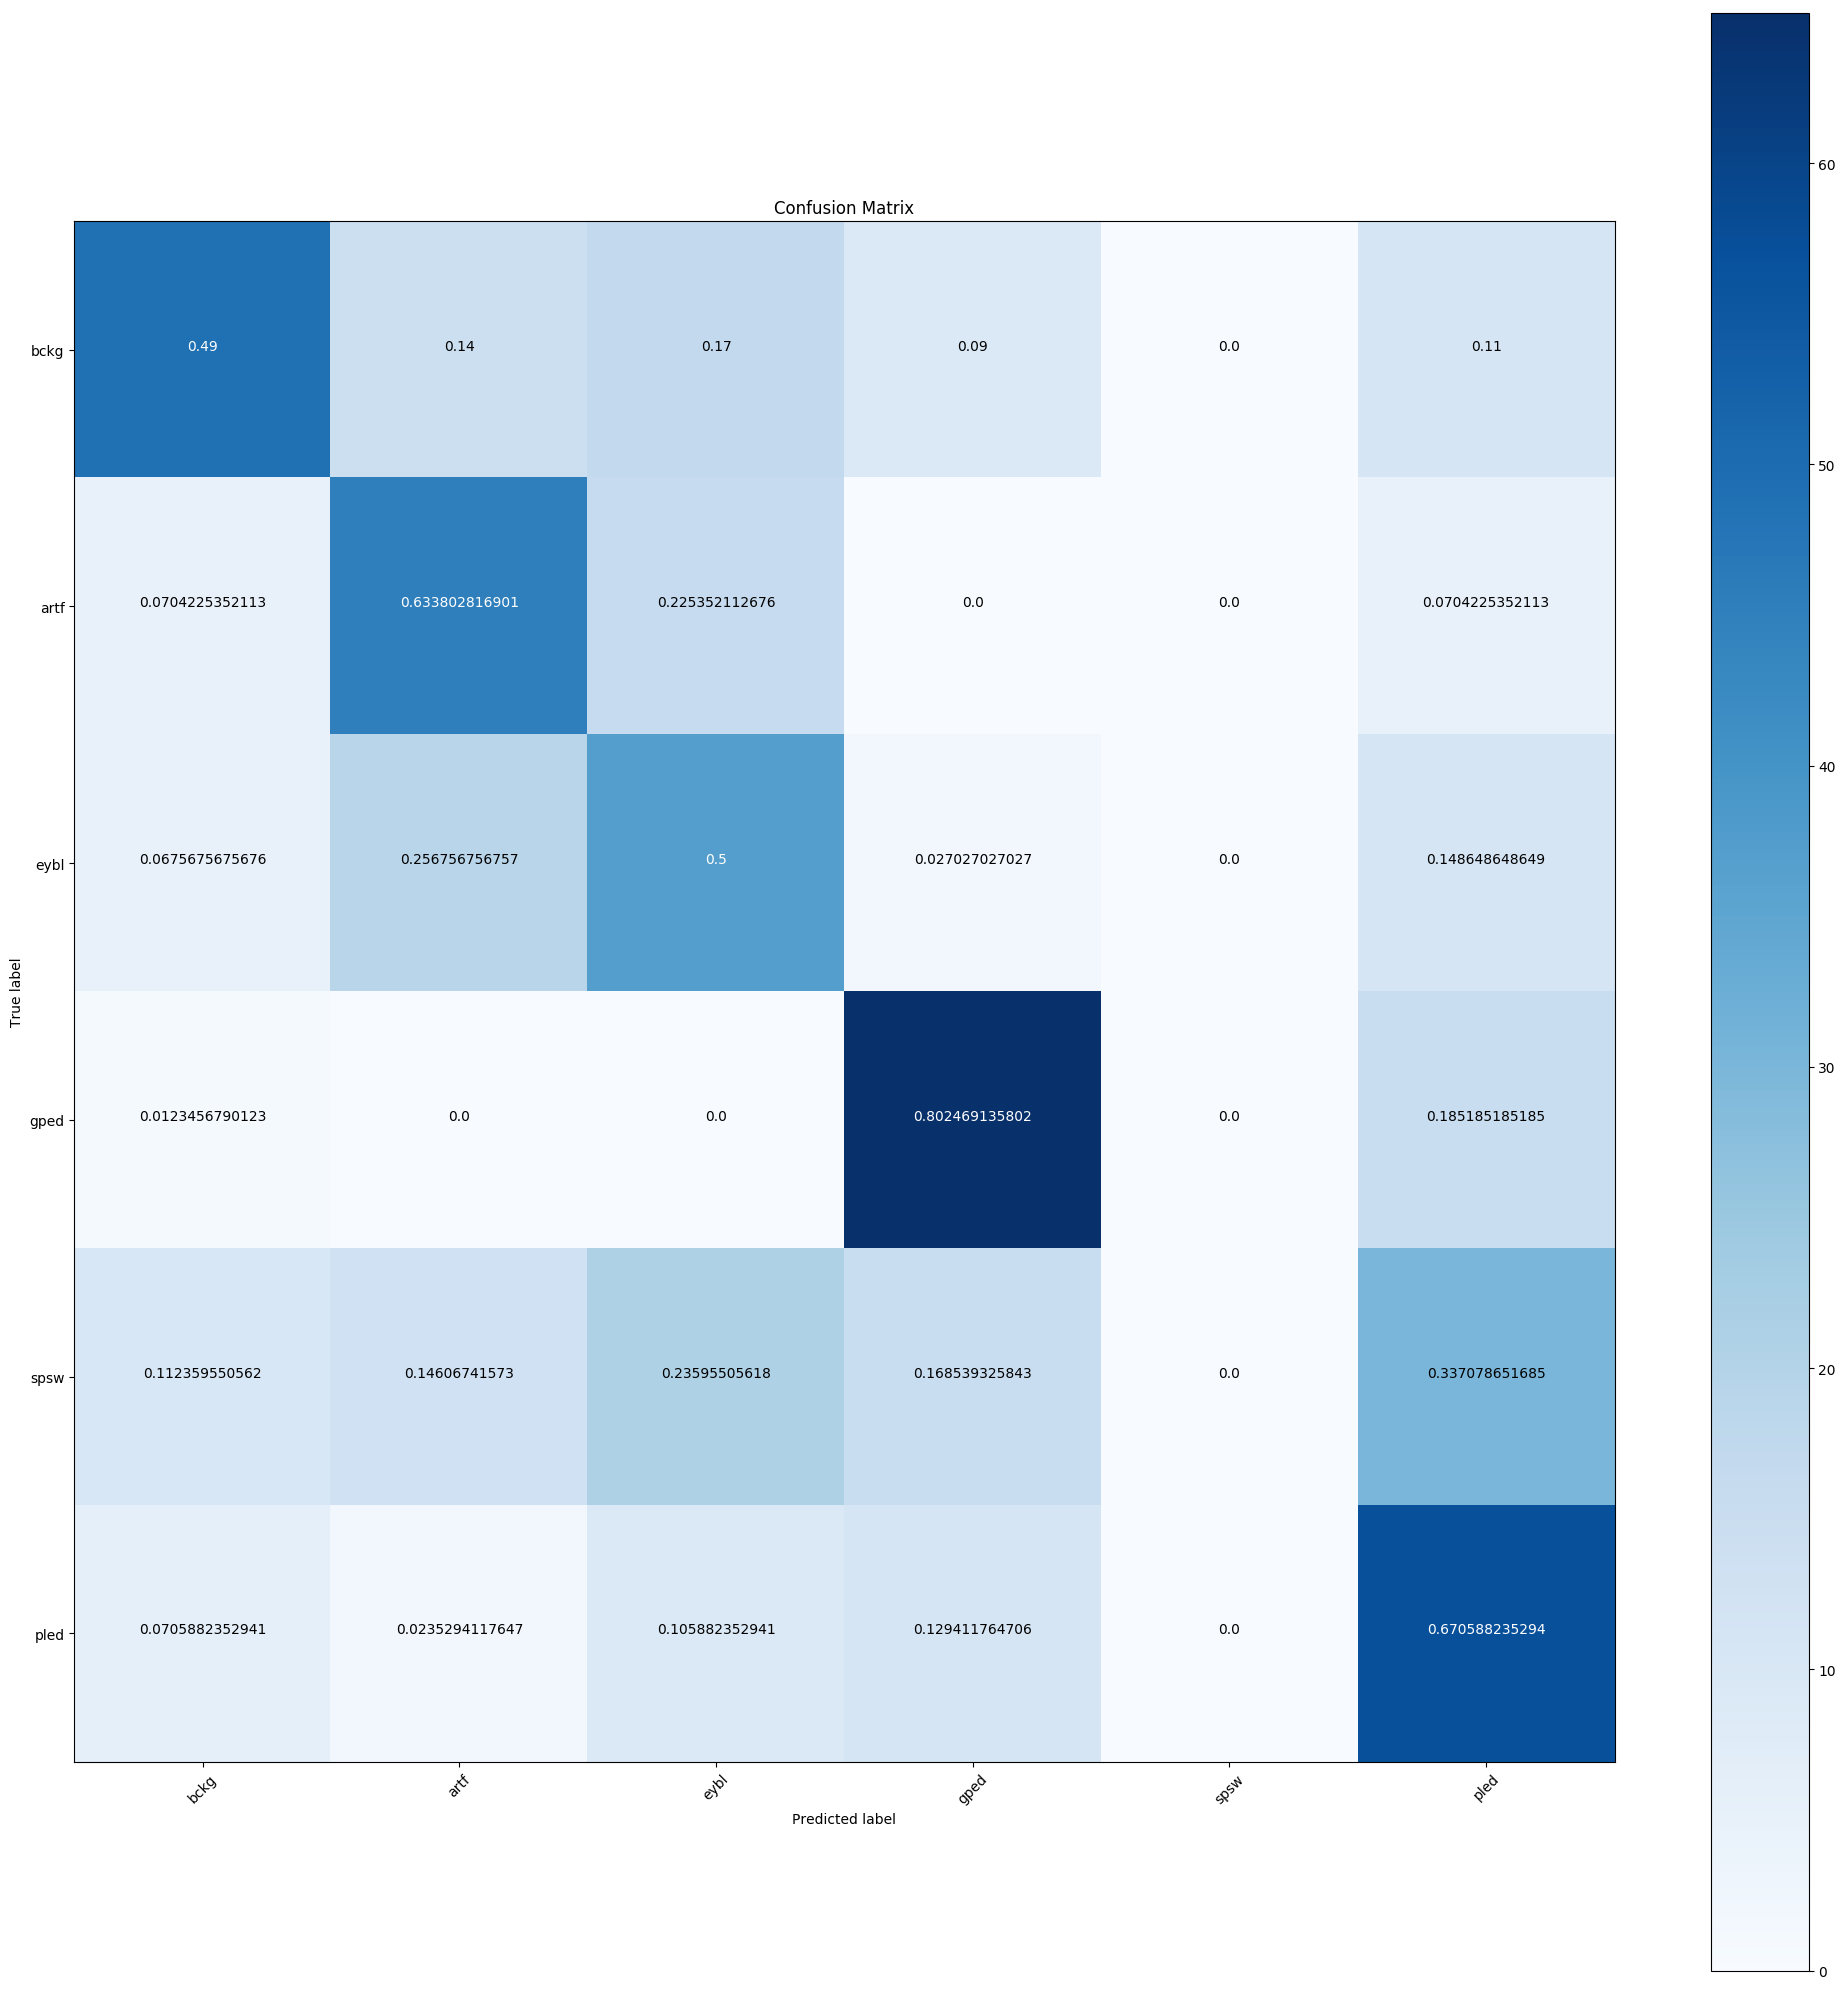 Confusion Matrix
bckg 0.49 0.14 0.17 0.09 0.0 0.11
artf 0.0704225352113 0.633802816901 0.225352112676 0.0 0.0 0.0704225352113
eybl 0.0675675675676 0.256756756757 0.5 0.027027027027 0.0 0.148648648649
gped 0.0123456790123 0.0 0.0 0.802469135802 0.0 0.185185185185
spsw 0.112359550562 0.14606741573 0.23595505618 0.168539325843 0.0 0.337078651685
pled 0.0705882352941 0.0235294117647 0.105882352941 0.129411764706 0.0 0.670588235294
bckg artf eybl gped spsw pled
Predicted label
True label
60
50
40
30
20
10
0